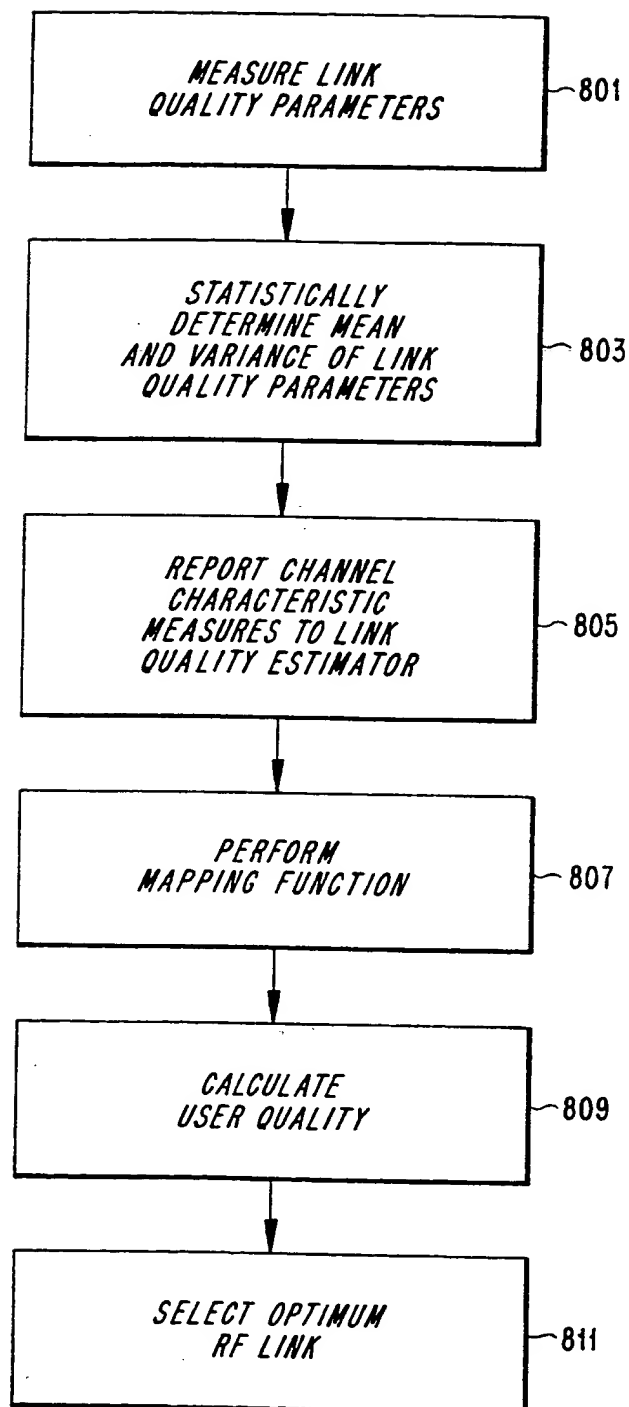 MEASURE LINK
QUALITY PARAMETERS
801
STATISTICALLY
DETERMINE MEAN
AND VARIANCE OF LINK
QUALITY PARAMETERS
803
REPORT CHANNEL
CHARACTERISTIC
MEASURES TO LINK
QUALITY ESTIMATOR
805
PERFORM
MAPPING FUNCTION
807
CALCULATE
USER QUALITY
809
SELECT OPTIMUM
RF LINK
811